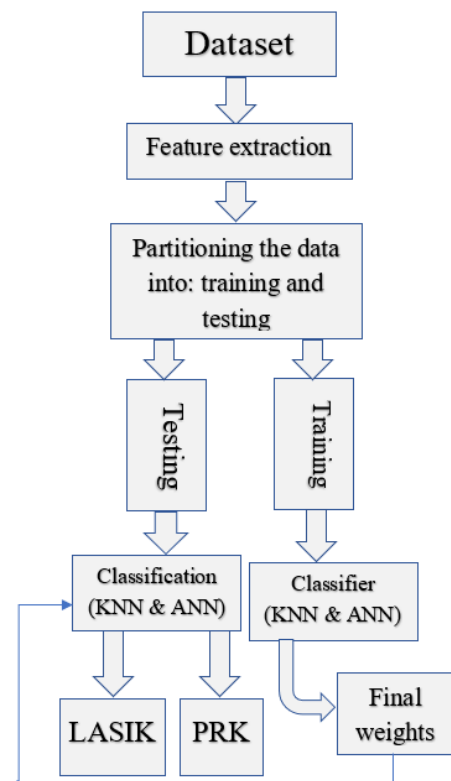 Dataset
Feature extraction
Partitioning the data
into: training and
testing
Testing
Training
Classification
(KNN & ANN)
Classifier
(KNN & ANN)
LASIK
PRK
Final
weights